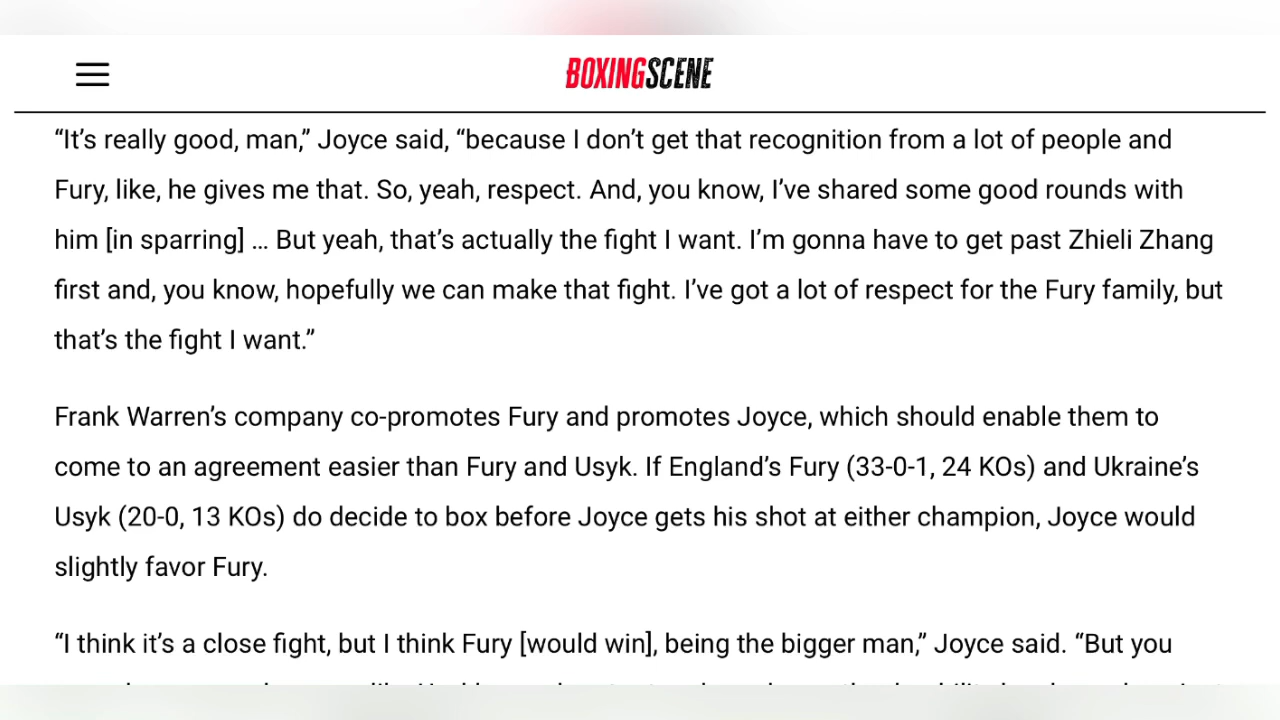 BOXINGSCENE
“It’s really good, man,” Joyce said, “because I don’t get that recognition from a lot of people and
Fury, like, he gives me that. So, yeah, respect. And, you know, I’ve shared some good rounds with
him [in sparring] … But yeah, that’s actually the fight I want. I’m gonna have to get past Zhieli Zhang
first and, you know, hopefully we can make that fight. I’ve got a lot of respect for the Fury family, but
that’s the fight I want.”
Frank Warren’s company co-promotes Fury and promotes Joyce, which should enable them to
come to an agreement easier than Fury and Usyk. If England’s Fury (33-0-1, 24 KOs) and Ukraine’s
Usyk (20-0, 13 KOs) do decide to box before Joyce gets his shot at either champion, Joyce would
slightly favor Fury.
“I think it’s a close fight, but I think Fury [would win], being the bigger man,” Joyce said. “But you